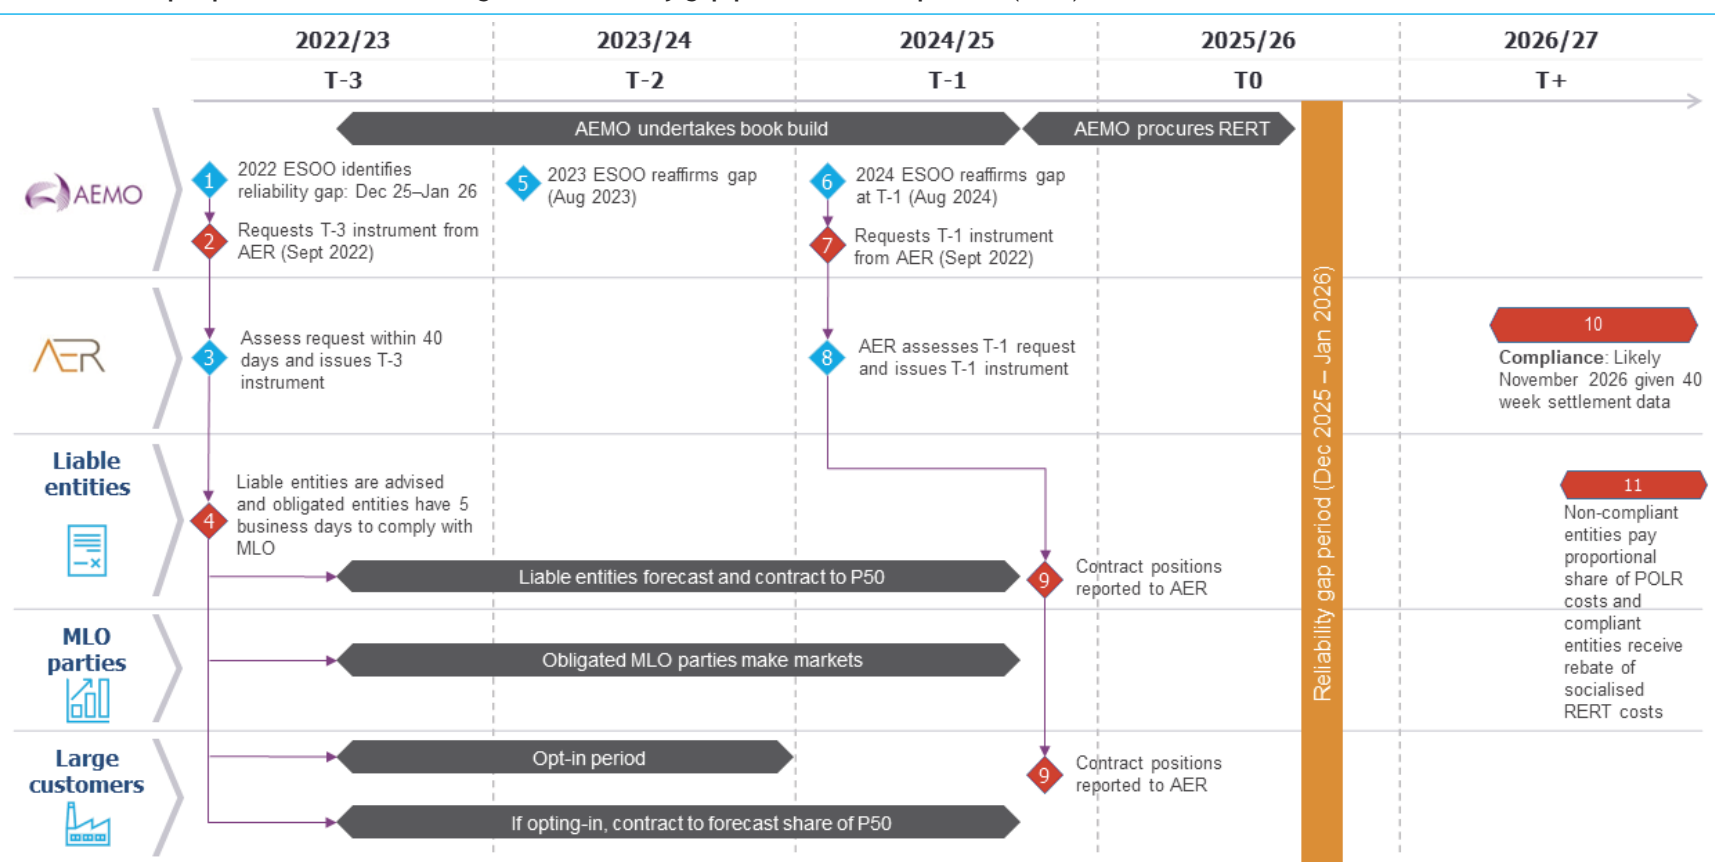 2022/23
2023/24
2024/25
2025/26
2026/27
T-3
T-2
T-1
T0
T+
AEMO undertakes book build
AEMO procures RERT
AEMO
1
2022 ESOO identifies
reliability gap: Dec 25–Jan 26
5
2023 ESOO reaffirms gap
(Aug 2023)
6
2024 ESOO reaffirms gap
at T-1 (Aug 2024)
2
Requests T-3 instrument from
AER (Sept 2022)
7
Requests T-1 instrument
from AER (Sept 2022)
AER
3
Assess request within 40
days and issues T-3
instrument
8
AER assesses T-1 request
and issues T-1 instrument
10
Compliance: Likely
November 2026 given 40
week settlement data
Reliability gap period (Dec 2025 – Jan 2026)
Liable
entities
4
Liable entities are advised
and obligated entities have 5
business days to comply with
MLO
Liable entities forecast and contract to P50
9
Contract positions
reported to AER
11
Non-compliant
entities pay
proportional
share of POLR
costs and
compliant
entities receive
rebate of
socialised
RERT costs
MLO
parties
Obligated MLO parties make markets
Large
customers
Opt-in period
9
Contract positions
reported to AER
If opting-in, contract to forecast share of P50